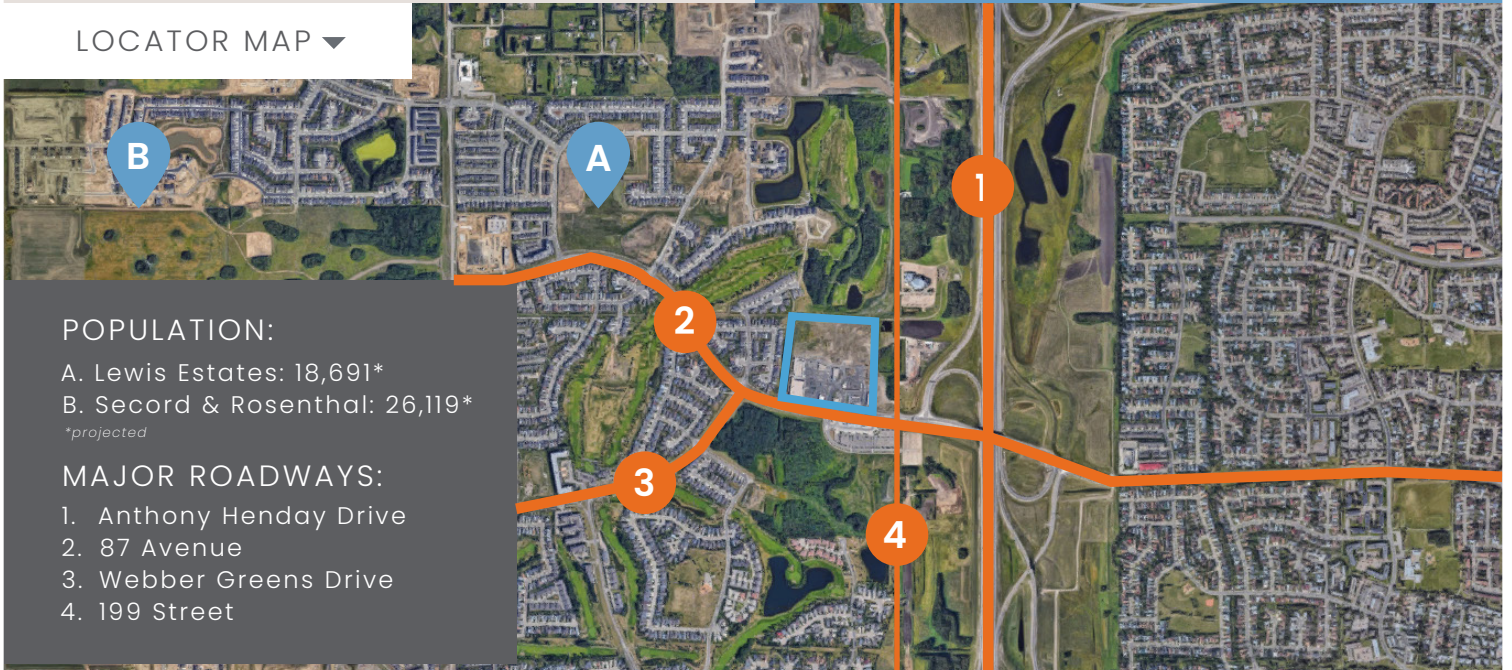 LOCATOR MAP
B
A
1
2
3
4
POPULATION:
A. Lewis Estates: 18,691*
B. Secord & Rosenthal: 26,119*
*projected
MAJOR ROADWAYS:
1. Anthony Henday Drive
2. 87 Avenue
3. Webber Greens Drive
4. 199 Street